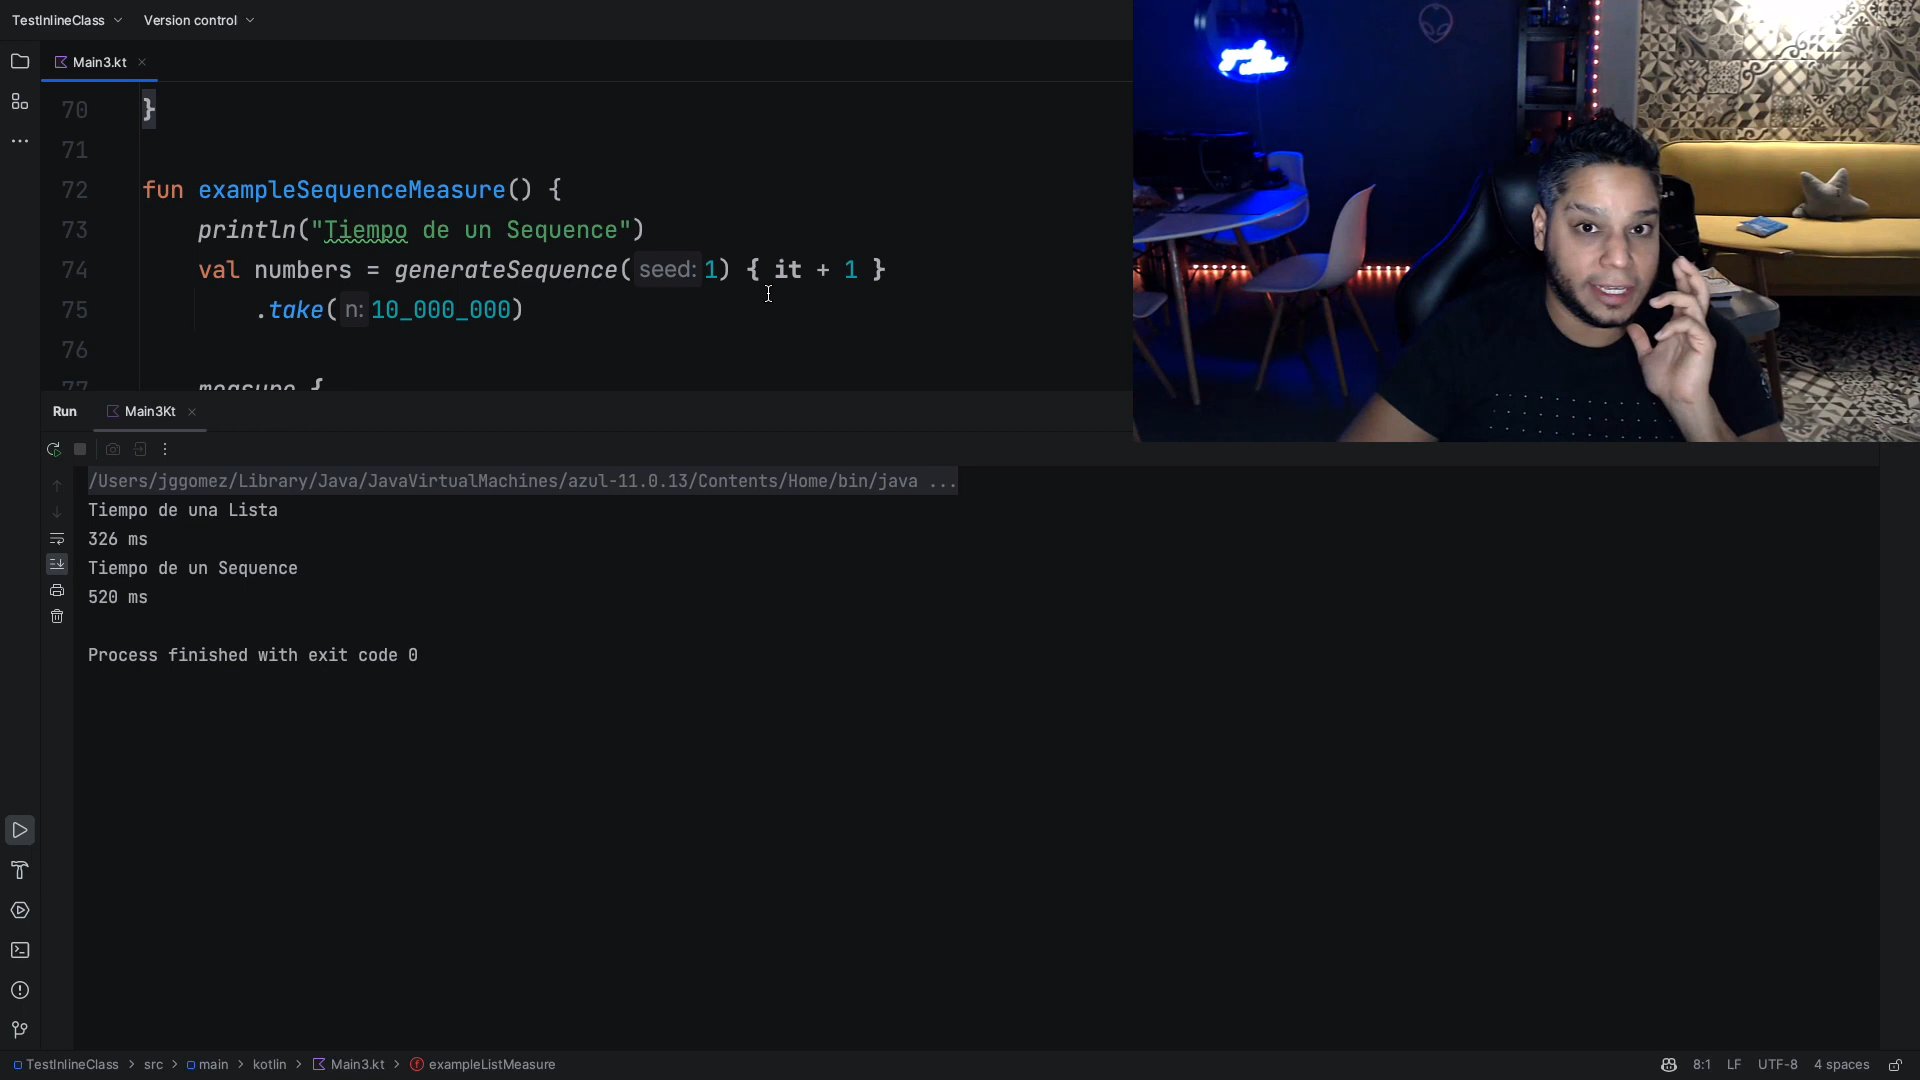 TestInlineClass Version control
Main3.kt
70 }
71
72 fun exampleSequenceMeasure() {
73 println("Tiempo de un Sequence")
74 val numbers = generateSequence( seed: 1) { it + 1 }
75 .take( n: 10_000_000)
76
77 measure {
Run Main3Kt
/Users/jggomez/Library/Java/JavaVirtualMachines/azul-11.0.13/Contents/Home/bin/java ...
Tiempo de una Lista
326 ms
Tiempo de un Sequence
520 ms
Process finished with exit code 0
TestInlineClass > src > main > kotlin > Main3.kt > exampleListMeasure 8:1 LF UTF-8 4 spaces